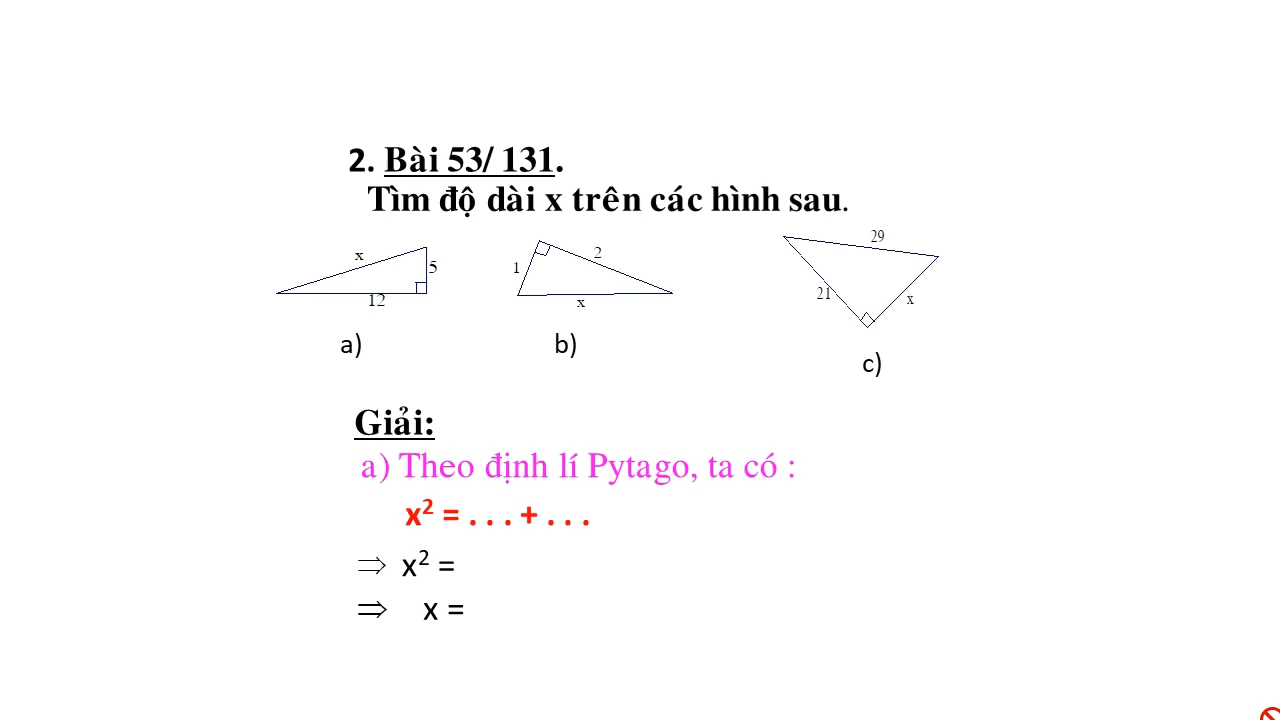 2. Bài 53/ 131.
Tìm độ dài x trên các hình sau.
x
5
12
1
2
x
29
21
x
a)
b)
c)
Giải:
a) Theo định lí Pytago, ta có :
x² = . . . + . . .
⇒ x² =
⇒ x =